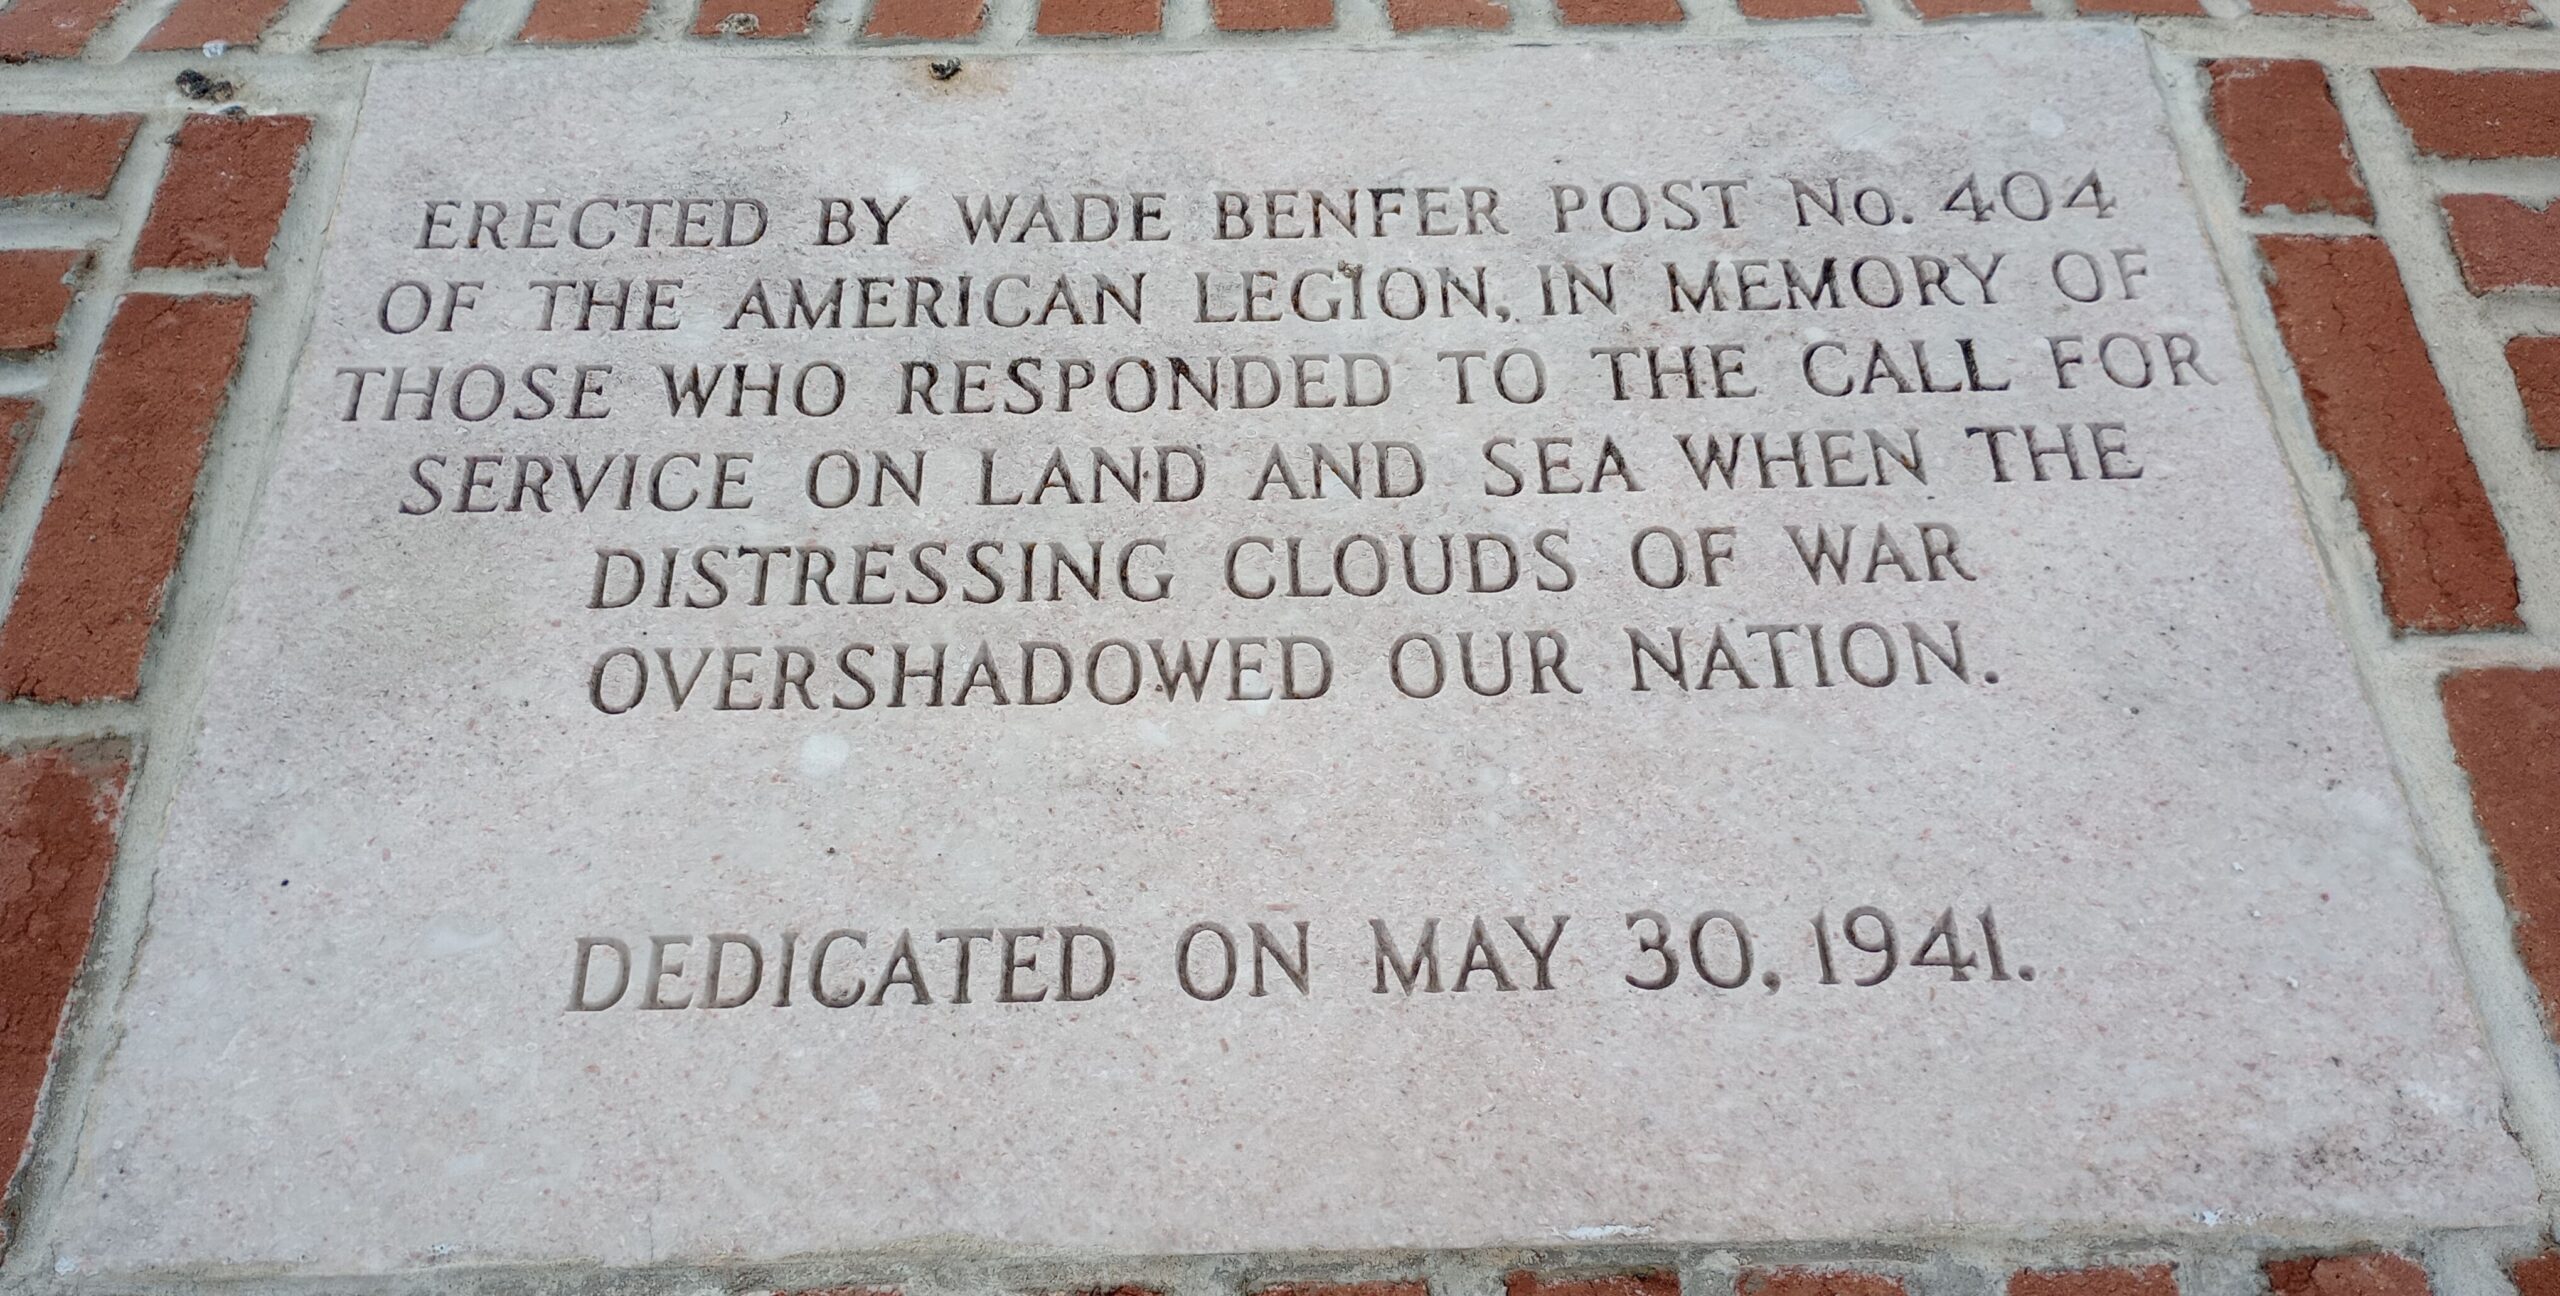 ERECTED BY WADE BENFER POST No. 404
OF THE AMERICAN LEGION, IN MEMORY OF
THOSE WHO RESPONDED TO THE CALL FOR
SERVICE ON LAND AND SEA WHEN THE
DISTRESSING CLOUDS OF WAR
OVERSHADOWED OUR NATION.
DEDICATED ON MAY 30, 1941.